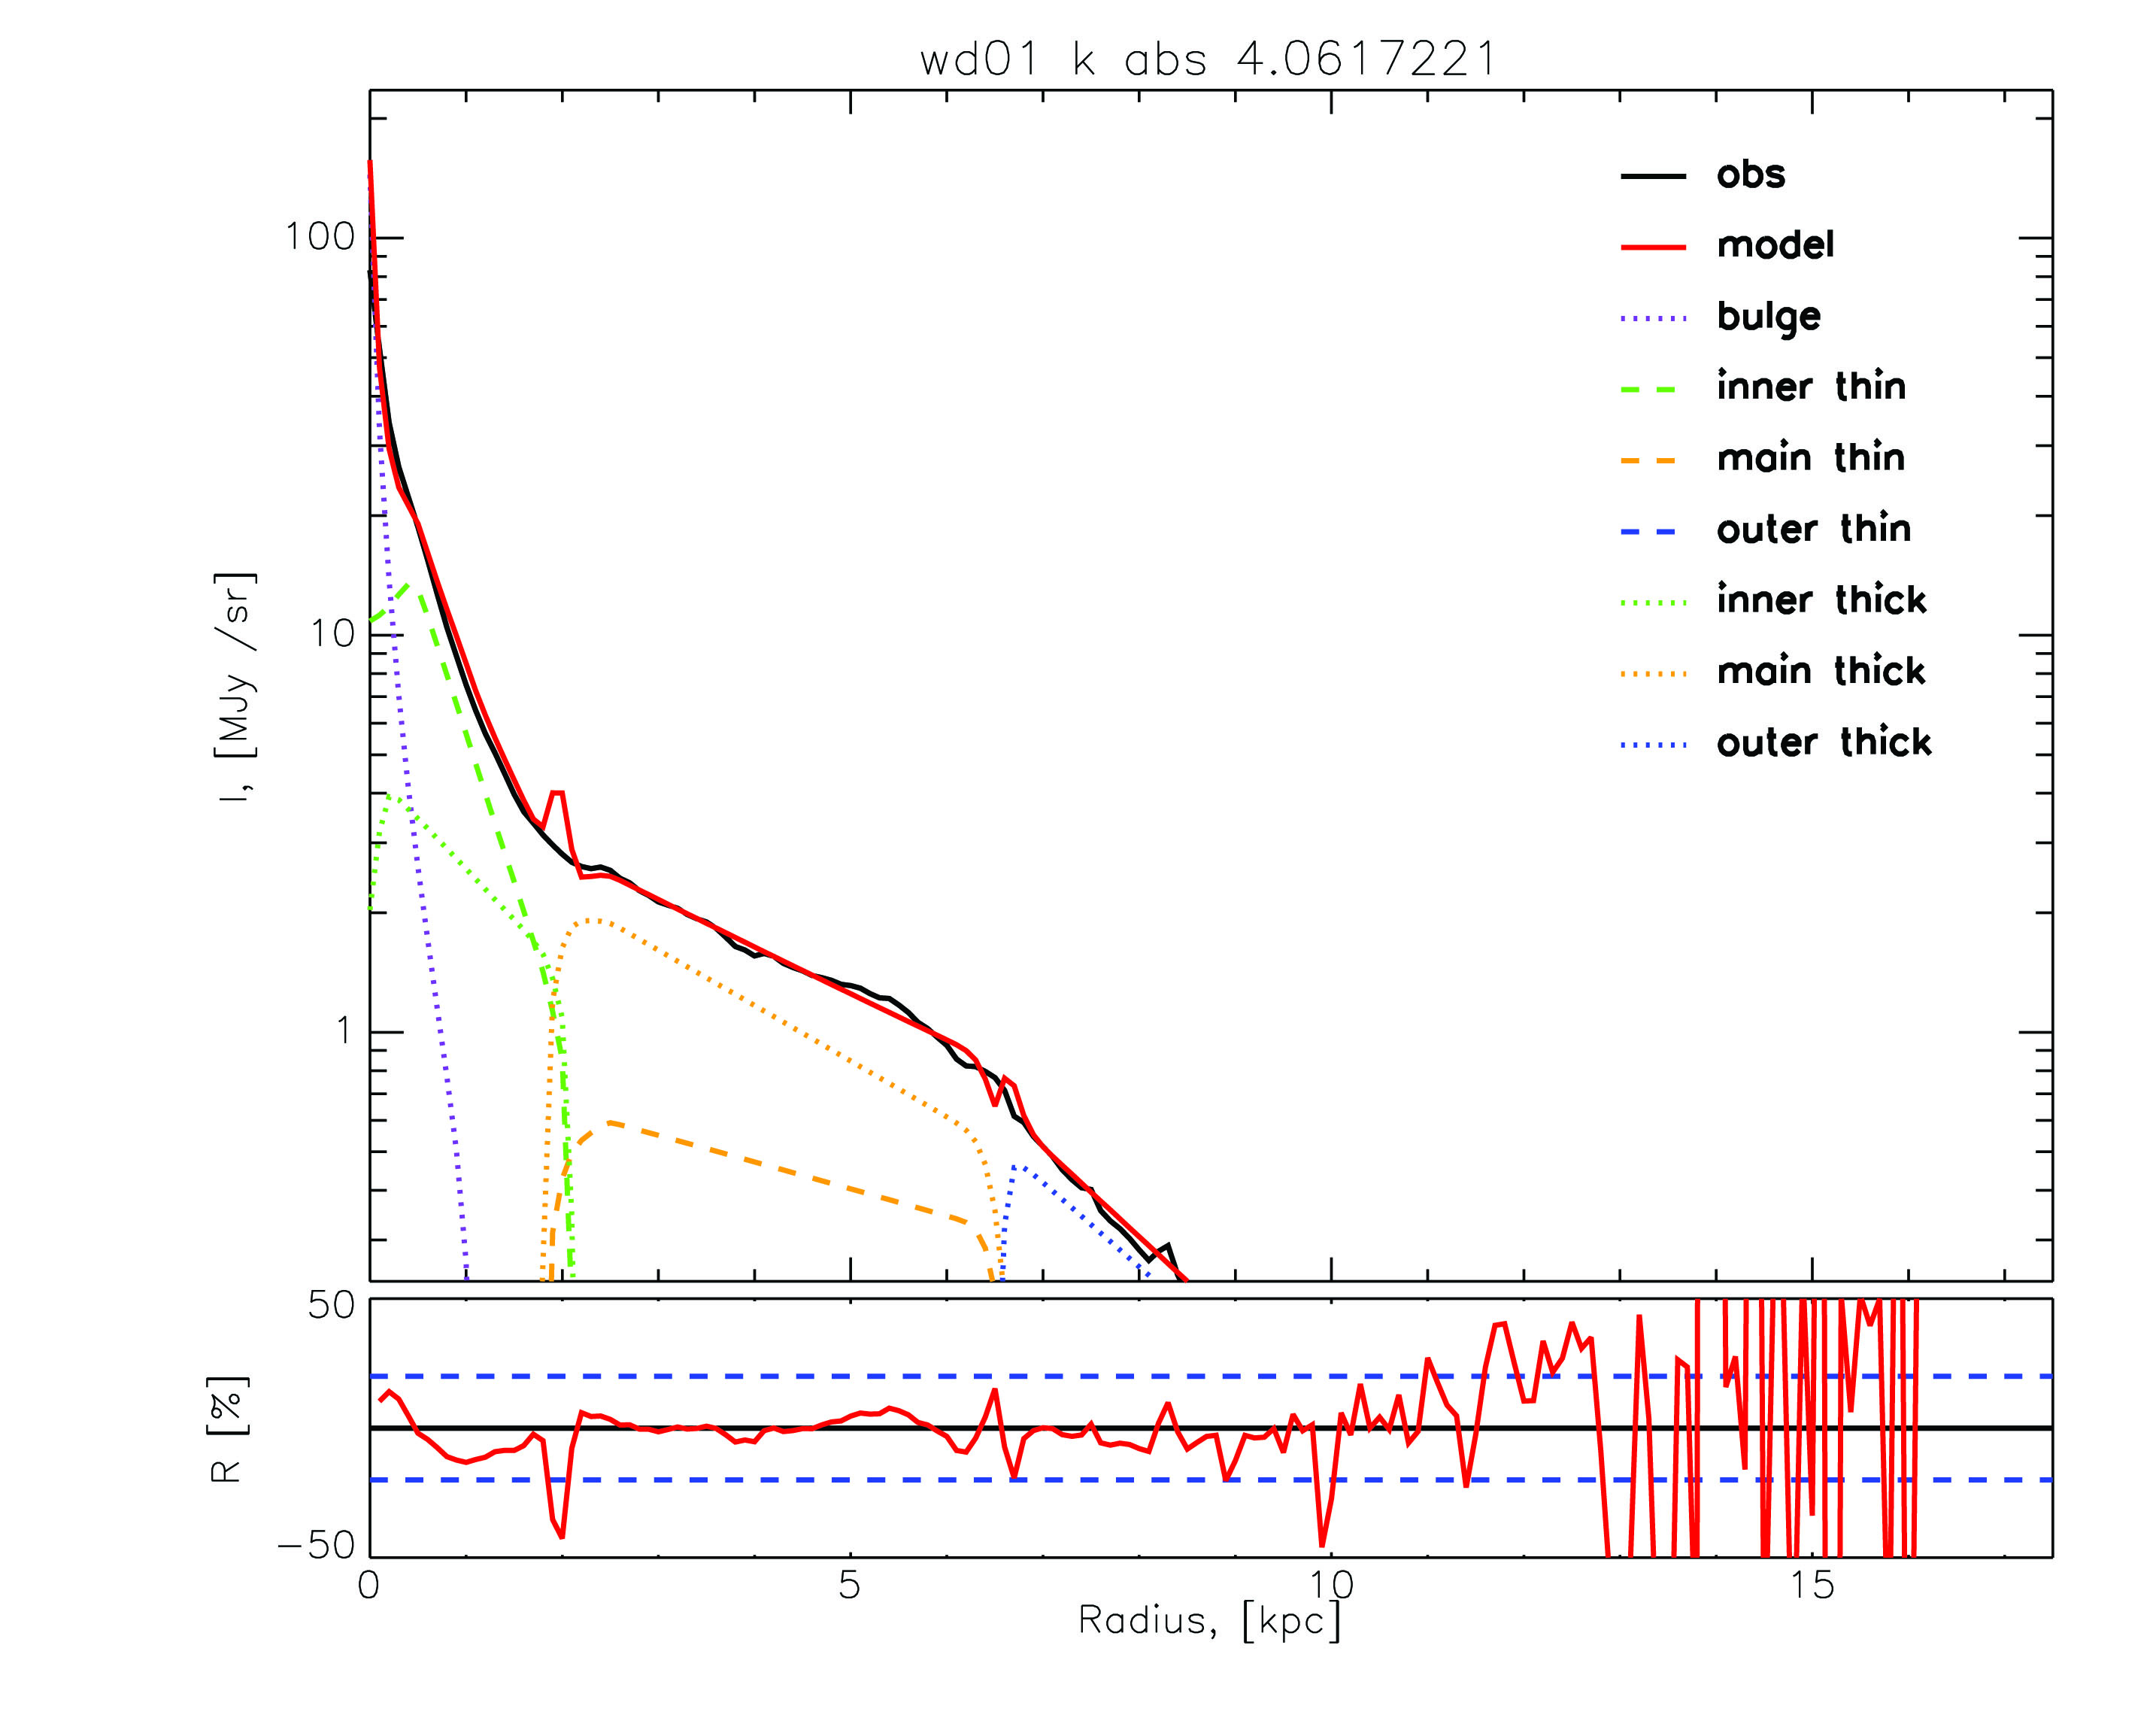 wd01 k abs 4.0617221
obs
model
bulge
inner thin
main thin
outer thin
inner thick
main thick
outer thick
100
10
1
I, [MJy /sr]
50
-50
R [%]
0 5 10 15
Radius, [kpc]